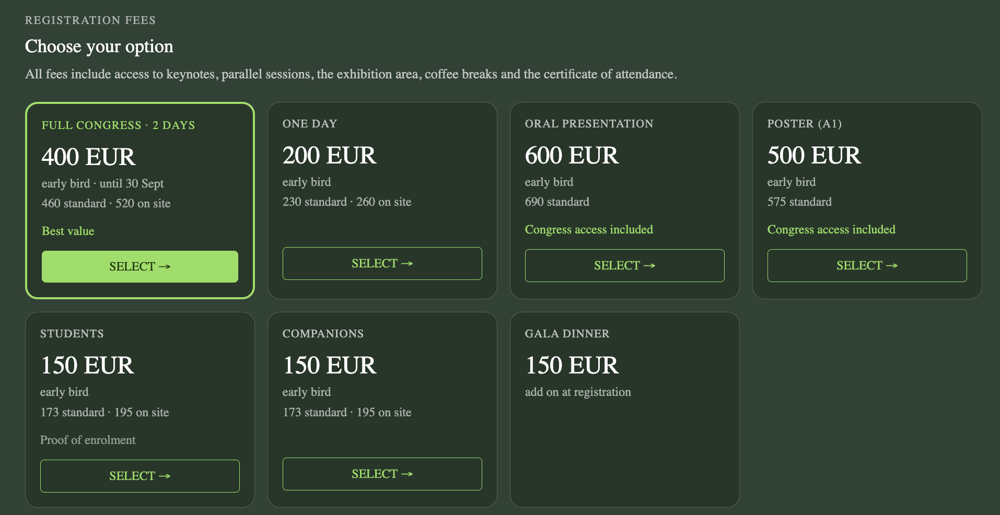 REGISTRATION FEES
Choose your option
All fees include access to keynotes, parallel sessions, the exhibition area, coffee breaks and the certificate of attendance.
FULL CONGRESS · 2 DAYS
400 EUR
early bird · until 30 Sept
460 standard · 520 on site
Best value
SELECT →
ONE DAY
200 EUR
early bird
230 standard · 260 on site
SELECT →
ORAL PRESENTATION
600 EUR
early bird
690 standard
Congress access included
SELECT →
POSTER (A1)
500 EUR
early bird
575 standard
Congress access included
SELECT →
STUDENTS
150 EUR
early bird
173 standard · 195 on site
Proof of enrolment
SELECT →
COMPANIONS
150 EUR
early bird
173 standard · 195 on site
SELECT →
GALA DINNER
150 EUR
add on at registration